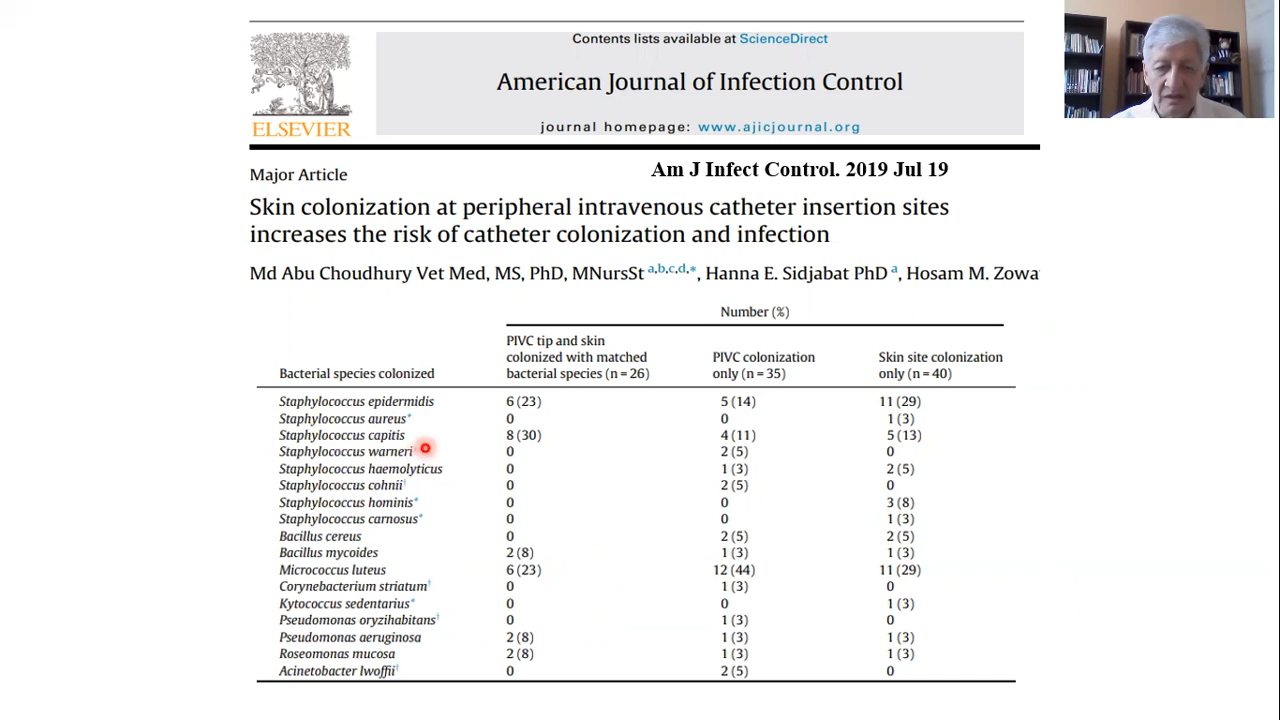 Contents lists available at ScienceDirect
American Journal of Infection Control
journal homepage: www.ajicjournal.org
ELSEVIER
Major Article
Am J Infect Control. 2019 Jul 19
Skin colonization at peripheral intravenous catheter insertion sites
increases the risk of catheter colonization and infection
Md Abu Choudhury Vet Med, MS, PhD, MNursSt a,b,c,d,*, Hanna E. Sidjabat PhD a, Hosam M. Zowa
Number (%)
Bacterial species colonized
PIVC tip and skin
colonized with matched
bacterial species (n = 26)
PIVC colonization
only (n = 35)
Skin site colonization
only (n = 40)
Staphylococcus epidermidis 6 (23) 5 (14) 11 (29)
Staphylococcus aureus* 0 0 1 (3)
Staphylococcus capitis 8 (30) 4 (11) 5 (13)
Staphylococcus warneri 0 2 (5) 0
Staphylococcus haemolyticus 0 1 (3) 2 (5)
Staphylococcus cohnii† 0 2 (5) 0
Staphylococcus hominis* 0 0 3 (8)
Staphylococcus carnosus* 0 0 1 (3)
Bacillus cereus 0 2 (5) 2 (5)
Bacillus mycoides 2 (8) 1 (3) 1 (3)
Micrococcus luteus 6 (23) 12 (44) 11 (29)
Corynebacterium striatum† 0 1 (3) 0
Kytococcus sedentarius* 0 0 1 (3)
Pseudomonas oryzihabitans† 0 1 (3) 0
Pseudomonas aeruginosa 2 (8) 1 (3) 1 (3)
Roseomonas mucosa 2 (8) 1 (3) 1 (3)
Acinetobacter lwoffii† 0 2 (5) 0